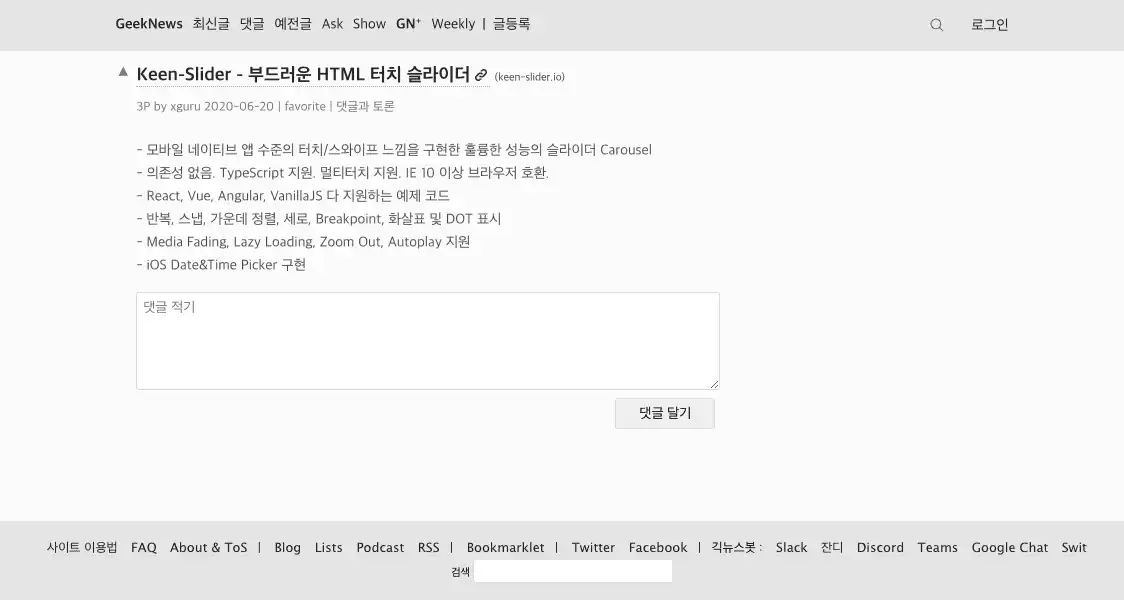 GeekNews 최신글 댓글 예전글 Ask Show GN⁺ Weekly | 글등록 로그인
▲ Keen-Slider - 부드러운 HTML 터치 슬라이더 (keen-slider.io)
3P by xguru 2020-06-20 | favorite | 댓글과 토론
- 모바일 네이티브 앱 수준의 터치/스와이프 느낌을 구현한 훌륭한 성능의 슬라이더 Carousel
- 의존성 없음. TypeScript 지원. 멀티터치 지원. IE 10 이상 브라우저 호환.
- React, Vue, Angular, VanillaJS 다 지원하는 예제 코드
- 반복, 스냅, 가운데 정렬, 세로, Breakpoint, 화살표 및 DOT 표시
- Media Fading, Lazy Loading, Zoom Out, Autoplay 지원
- iOS Date&Time Picker 구현
댓글 적기
댓글 달기
사이트 이용법 FAQ About & ToS | Blog Lists Podcast RSS | Bookmarklet | Twitter Facebook | 긱뉴스봇 : Slack 잔디 Discord Teams Google Chat Swit
검색